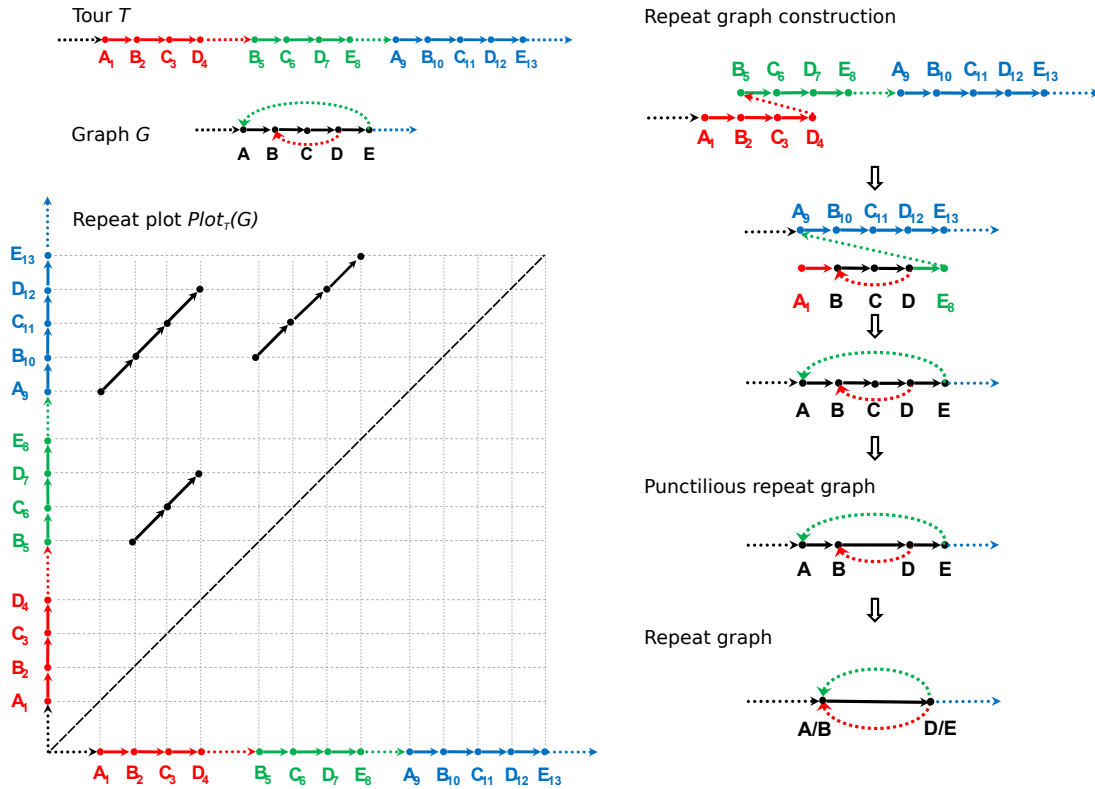 Tour T
A₁ B₂ C₃ D₄ B₅ C₆ D₇ E₈ A₉ B₁₀ C₁₁ D₁₂ E₁₃
Graph G
A B C D E
Repeat plot Plot_T(G)
E₁₃
D₁₂
C₁₁
B₁₀
A₉
E₈
D₇
C₆
B₅
D₄
C₃
B₂
A₁
A₁ B₂ C₃ D₄ B₅ C₆ D₇ E₈ A₉ B₁₀ C₁₁ D₁₂ E₁₃
Repeat graph construction
B₅ C₆ D₇ E₈ A₉ B₁₀ C₁₁ D₁₂ E₁₃
A₁ B₂ C₃ D₄
A₉ B₁₀ C₁₁ D₁₂ E₁₃
A₁ B C D E₈
A B C D E
Punctilious repeat graph
A B D E
Repeat graph
A/B D/E